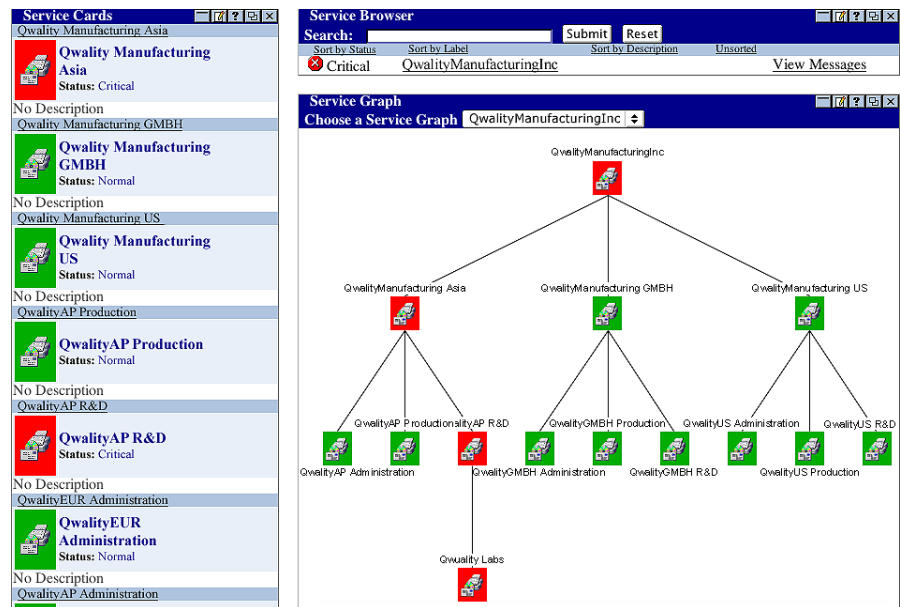 Service Cards
Qwality Manufacturing Asia
Qwality Manufacturing
Asia
Status: Critical
No Description
Qwality Manufacturing GMBH
Qwality Manufacturing
GMBH
Status: Normal
No Description
Qwality Manufacturing US
Qwality Manufacturing
US
Status: Normal
No Description
QwalityAP Production
QwalityAP Production
Status: Normal
No Description
QwalityAP R&D
QwalityAP R&D
Status: Critical
No Description
QwalityEUR Administration
QwalityEUR
Administration
Status: Normal
No Description
QwalityAP Administration
Service Browser
Search: Submit Reset
Sort by Status Sort by Label Sort by Description Unsorted
Critical QwalityManufacturingInc View Messages
Service Graph
Choose a Service Graph QwalityManufacturingInc
QwalityManufacturingInc
QwalityManufacturing Asia QwalityManufacturing GMBH QwalityManufacturing US
QwalityAP ProductionalityAP R&D QwalityGMBH Production QwalityUS Administration QwalityUS R&D
QwalityAP Administration QwalityGMBH Administration QwalityGMBH R&D QwalityUS Production
Qwuality Labs